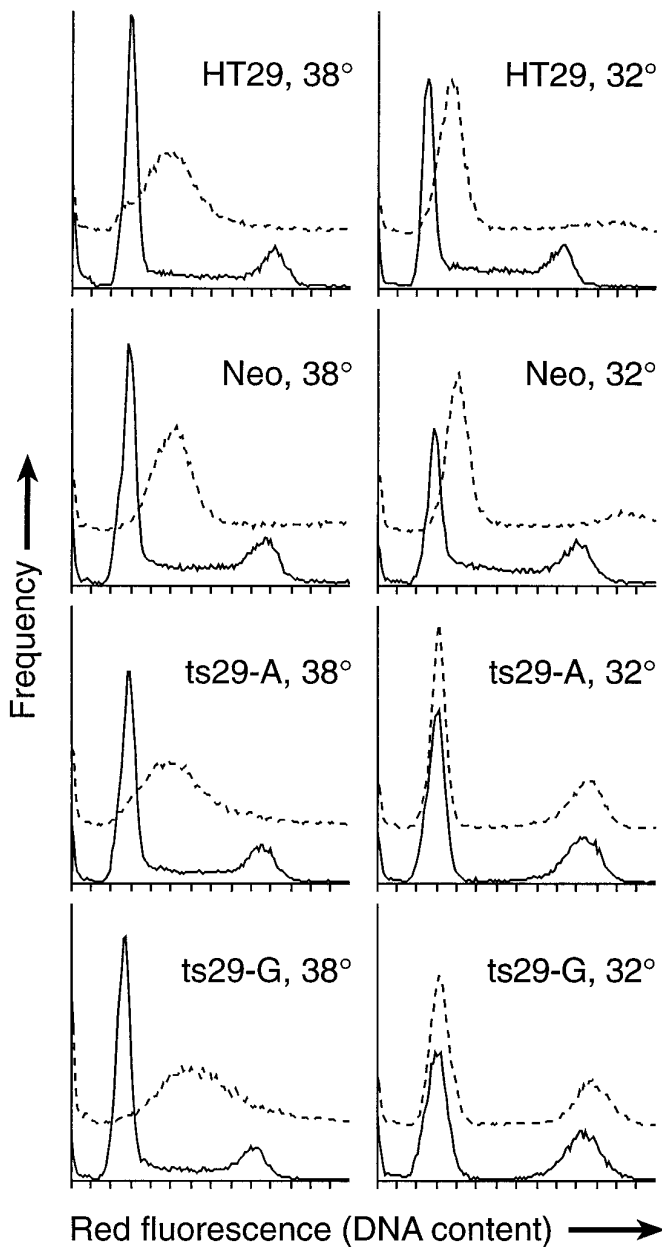 HT29, 38°
HT29, 32°
Neo, 38°
Neo, 32°
ts29-A, 38°
ts29-A, 32°
ts29-G, 38°
ts29-G, 32°
Frequency
Red fluorescence (DNA content)